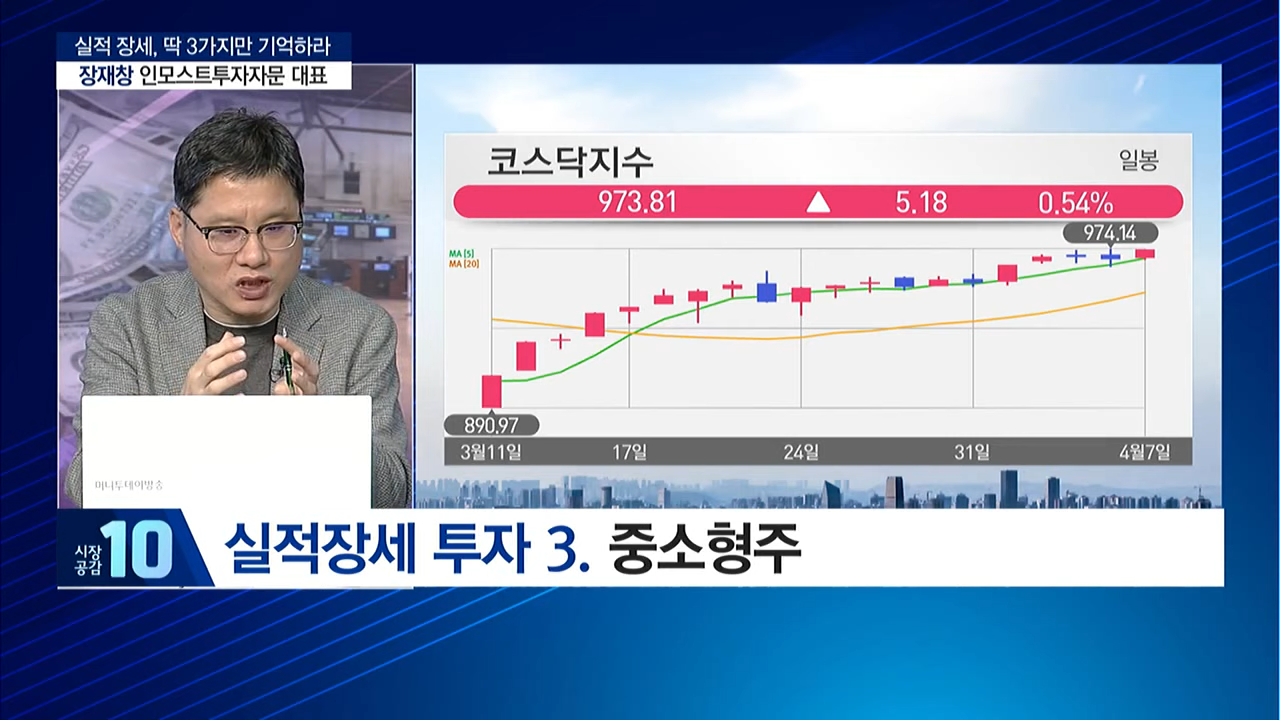 실적 장세, 딱 3가지만 기억하라
장재창 인모스트투자자문 대표
코스닥지수
일봉
973.81 ▲ 5.18 0.54%
974.14
MA [5]
MA [20]
890.97
3월11일 17일 24일 31일 4월7일
머니투데이방송
시장
공감
10
실적장세 투자 3. 중소형주